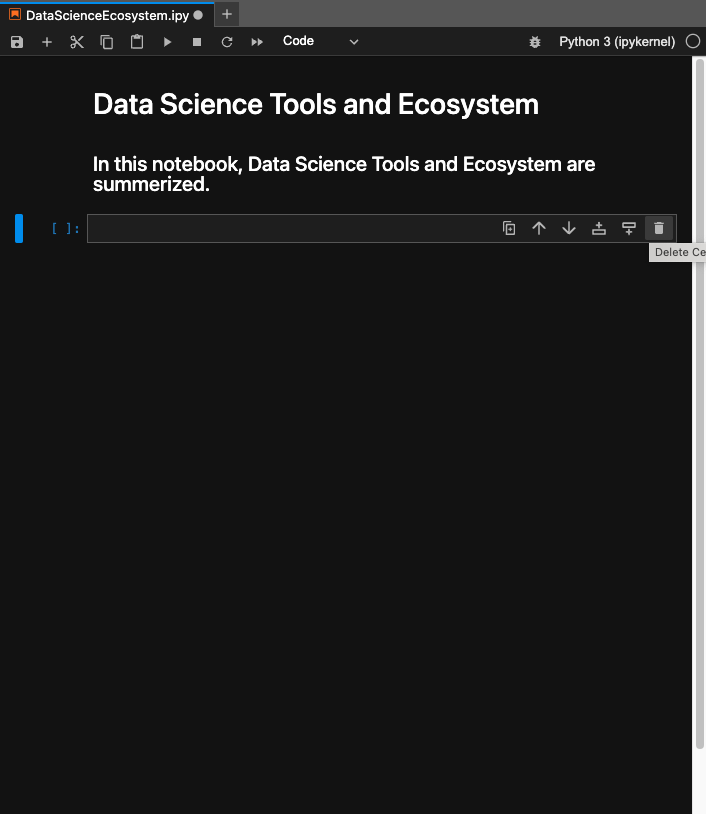 DataScienceEcosystem.ipy
Code
Python 3 (ipykernel)
Data Science Tools and Ecosystem
In this notebook, Data Science Tools and Ecosystem are
summerized.
[ ]:
Delete Ce